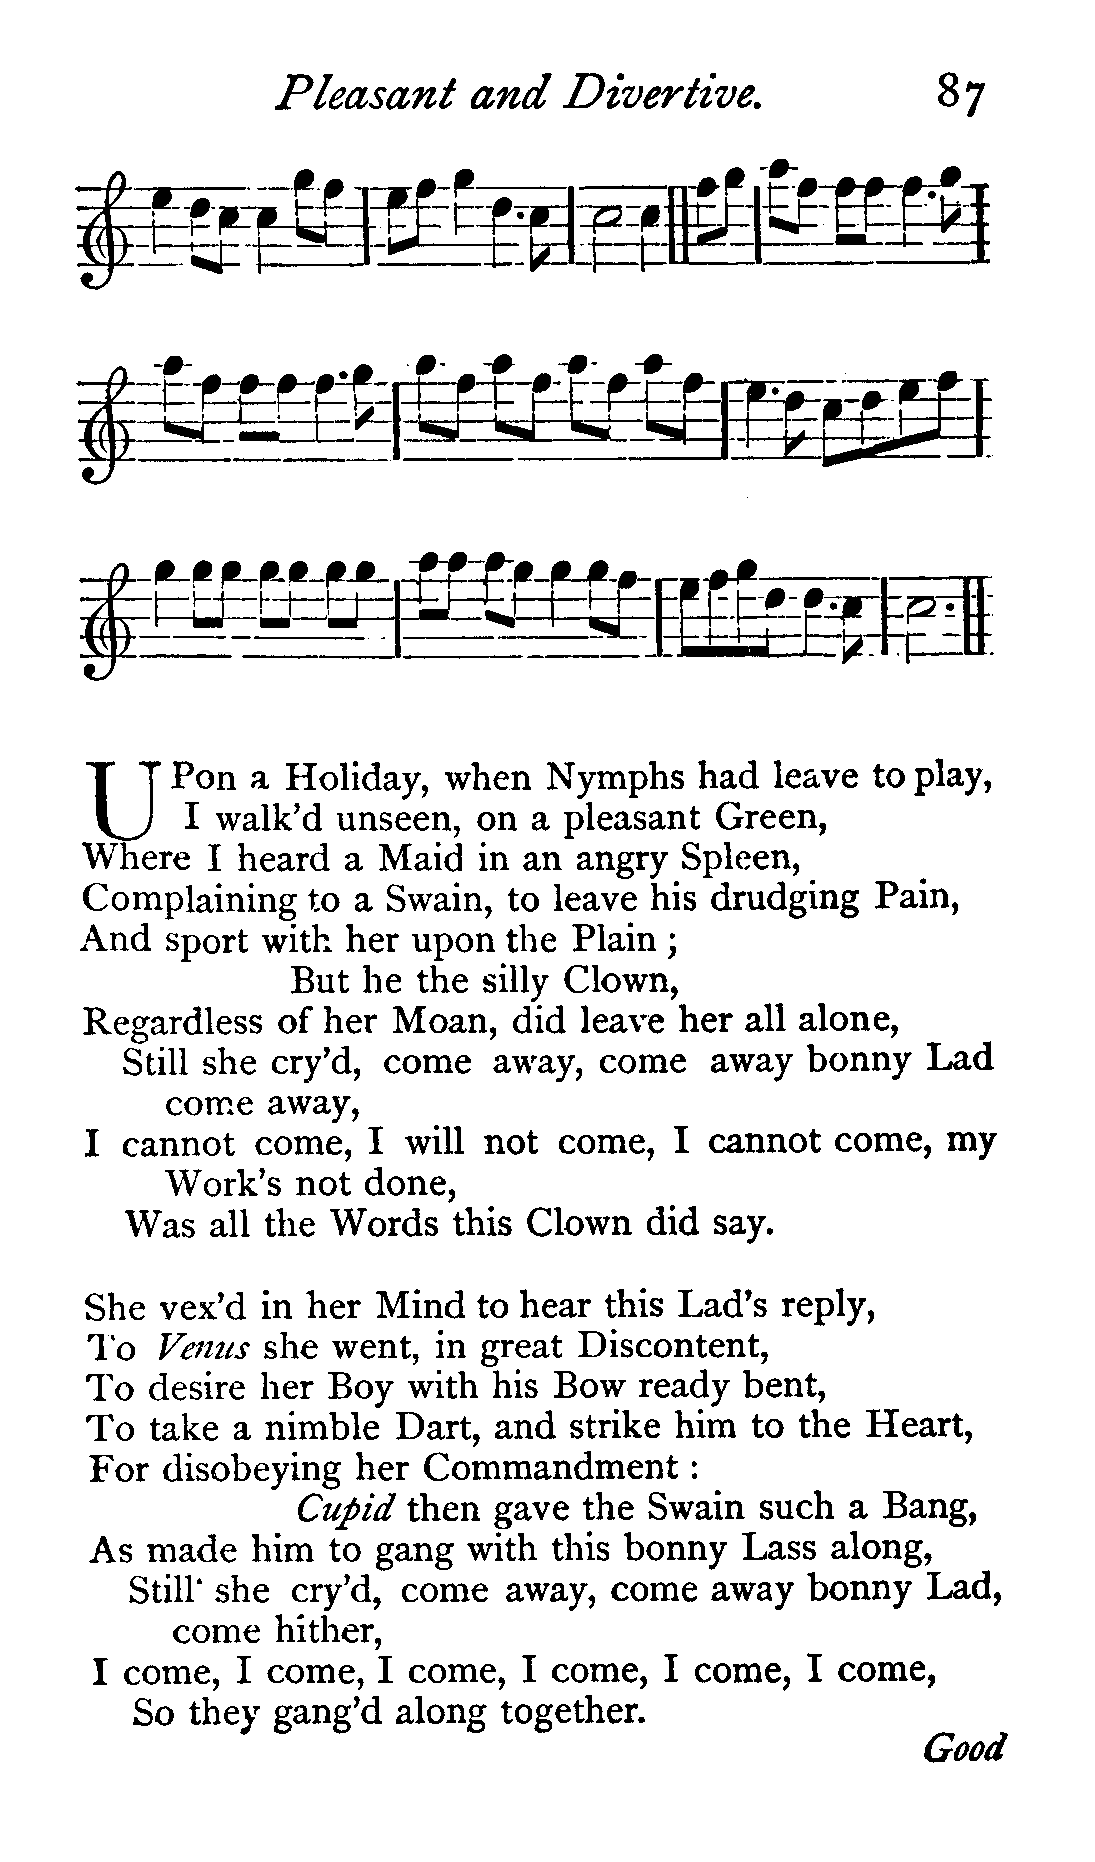 Pleasant and Divertive. 87
UPon a Holiday, when Nymphs had leave to play,
I walk'd unseen, on a pleasant Green,
Where I heard a Maid in an angry Spleen,
Complaining to a Swain, to leave his drudging Pain,
And sport with her upon the Plain ;
But he the silly Clown,
Regardless of her Moan, did leave her all alone,
Still she cry'd, come away, come away bonny Lad
come away,
I cannot come, I will not come, I cannot come, my
Work's not done,
Was all the Words this Clown did say.
She vex'd in her Mind to hear this Lad's reply,
To Venus she went, in great Discontent,
To desire her Boy with his Bow ready bent,
To take a nimble Dart, and strike him to the Heart,
For disobeying her Commandment :
Cupid then gave the Swain such a Bang,
As made him to gang with this bonny Lass along,
Still she cry'd, come away, come away bonny Lad,
come hither,
I come, I come, I come, I come, I come, I come,
So they gang'd along together.
Good